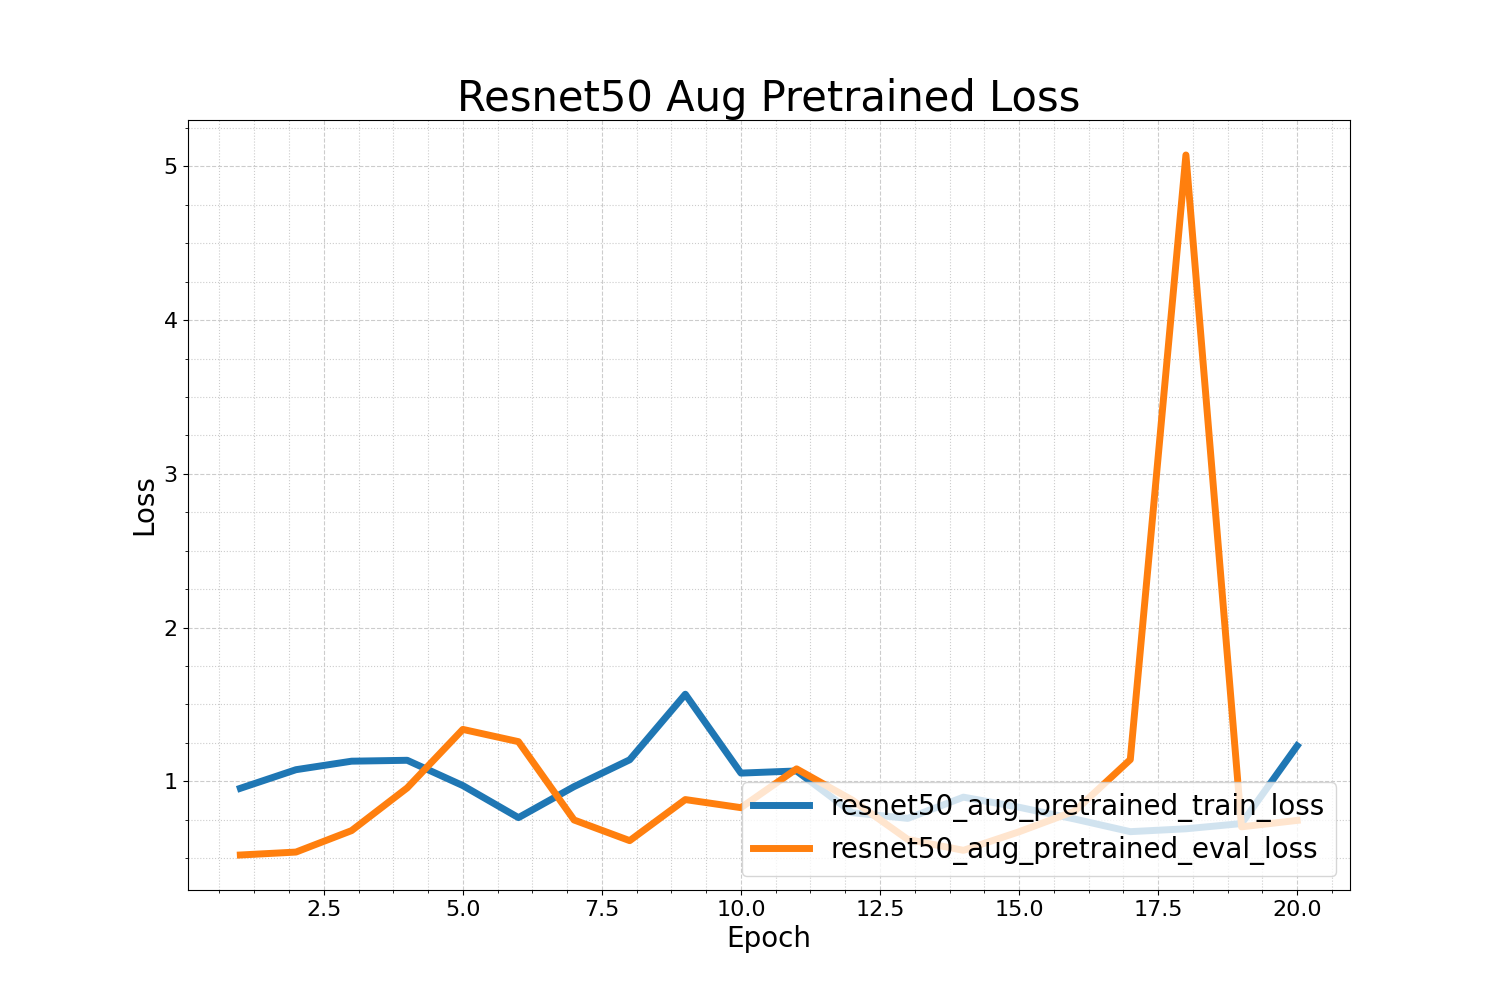 Resnet50 Aug Pretrained Loss
5
4
3
2
1
Loss
resnet50_aug_pretrained_train_loss
resnet50_aug_pretrained_eval_loss
2.5 5.0 7.5 10.0 12.5 15.0 17.5 20.0
Epoch